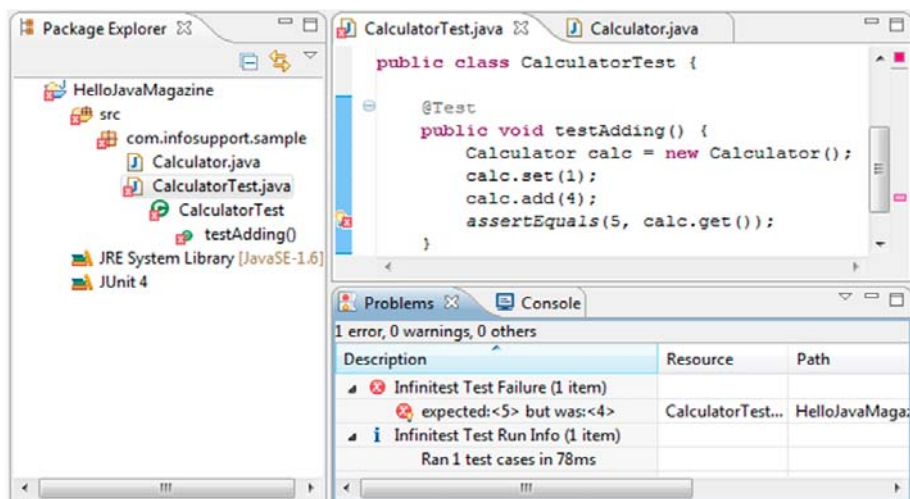 Package Explorer
HelloJavaMagazine
src
com.infosupport.sample
Calculator.java
CalculatorTest.java
CalculatorTest
testAdding()
JRE System Library [JavaSE-1.6]
JUnit 4
CalculatorTest.java
Calculator.java
public class CalculatorTest {
@Test
public void testAdding() {
Calculator calc = new Calculator();
calc.set(1);
calc.add(4);
assertEquals(5, calc.get());
}
Problems
Console
1 error, 0 warnings, 0 others
Description Resource Path
Infinitest Test Failure (1 item)
expected:<5> but was:<4> CalculatorTest... HelloJavaMagaz
Infinitest Test Run Info (1 item)
Ran 1 test cases in 78ms